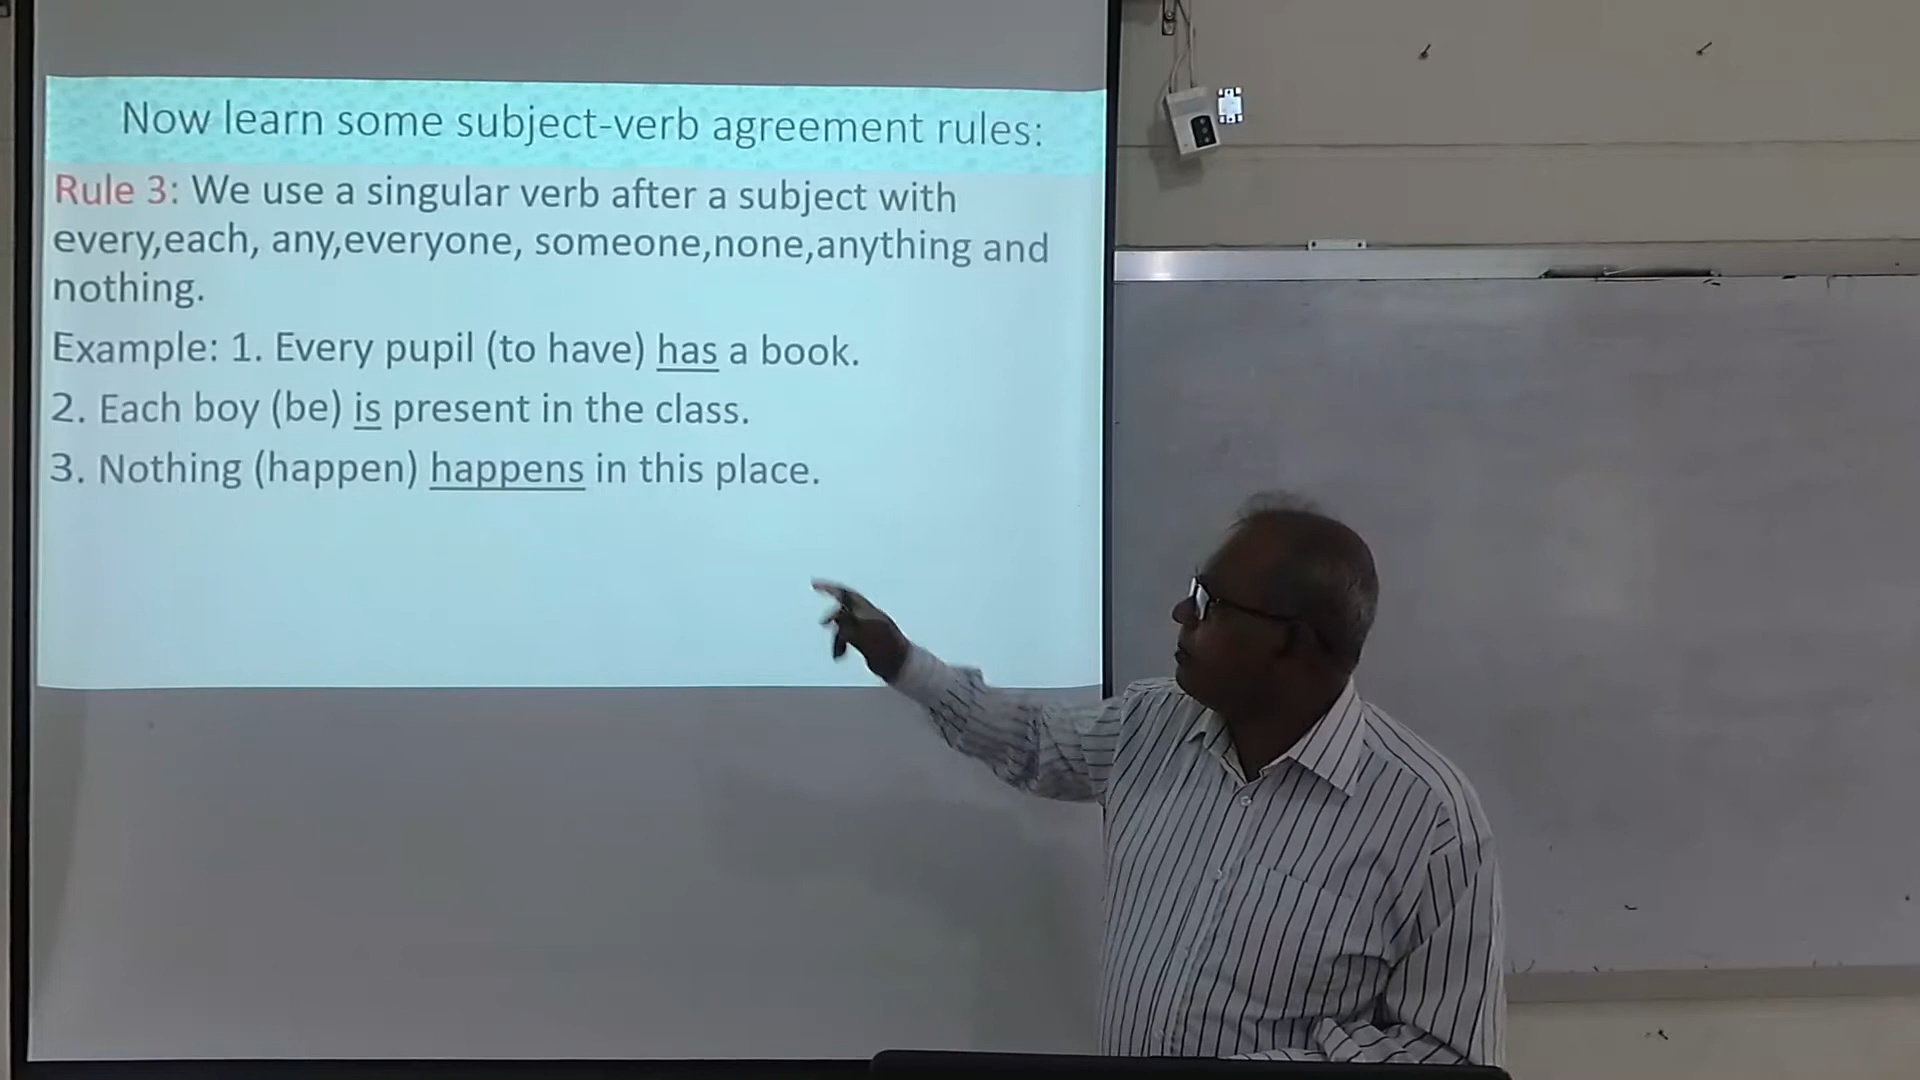 Now learn some subject-verb agreement rules:
Rule 3: We use a singular verb after a subject with
every,each, any,everyone, someone,none,anything and
nothing.
Example: 1. Every pupil (to have) has a book.
2. Each boy (be) is present in the class.
3. Nothing (happen) happens in this place.